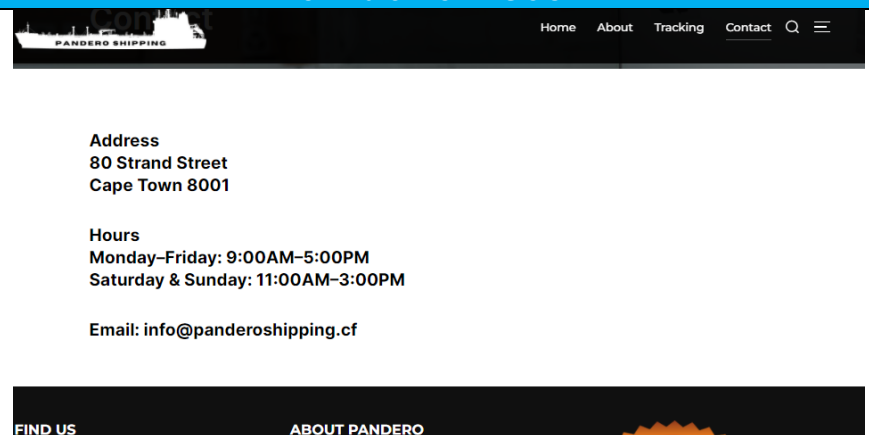 Contact
PANDERO SHIPPING
Home About Tracking Contact
Address
80 Strand Street
Cape Town 8001
Hours
Monday–Friday: 9:00AM–5:00PM
Saturday & Sunday: 11:00AM–3:00PM
Email: info@panderoshipping.cf
FIND US
ABOUT PANDERO